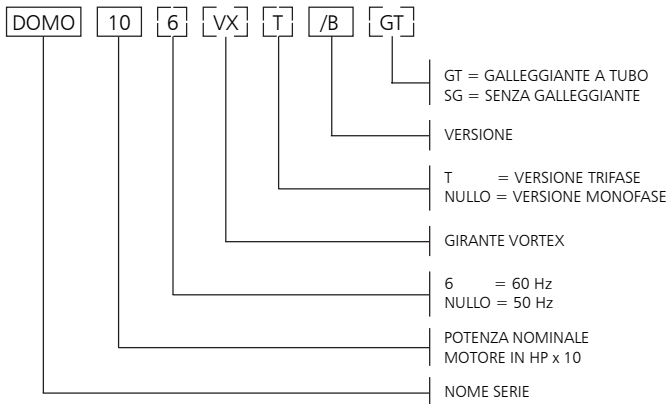 DOMO 10 6 VX T /B GT
GT = GALLEGGIANTE A TUBO
SG = SENZA GALLEGGIANTE
VERSIONE
T = VERSIONE TRIFASE
NULLO = VERSIONE MONOFASE
GIRANTE VORTEX
6 = 60 Hz
NULLO = 50 Hz
POTENZA NOMINALE
MOTORE IN HP x 10
NOME SERIE